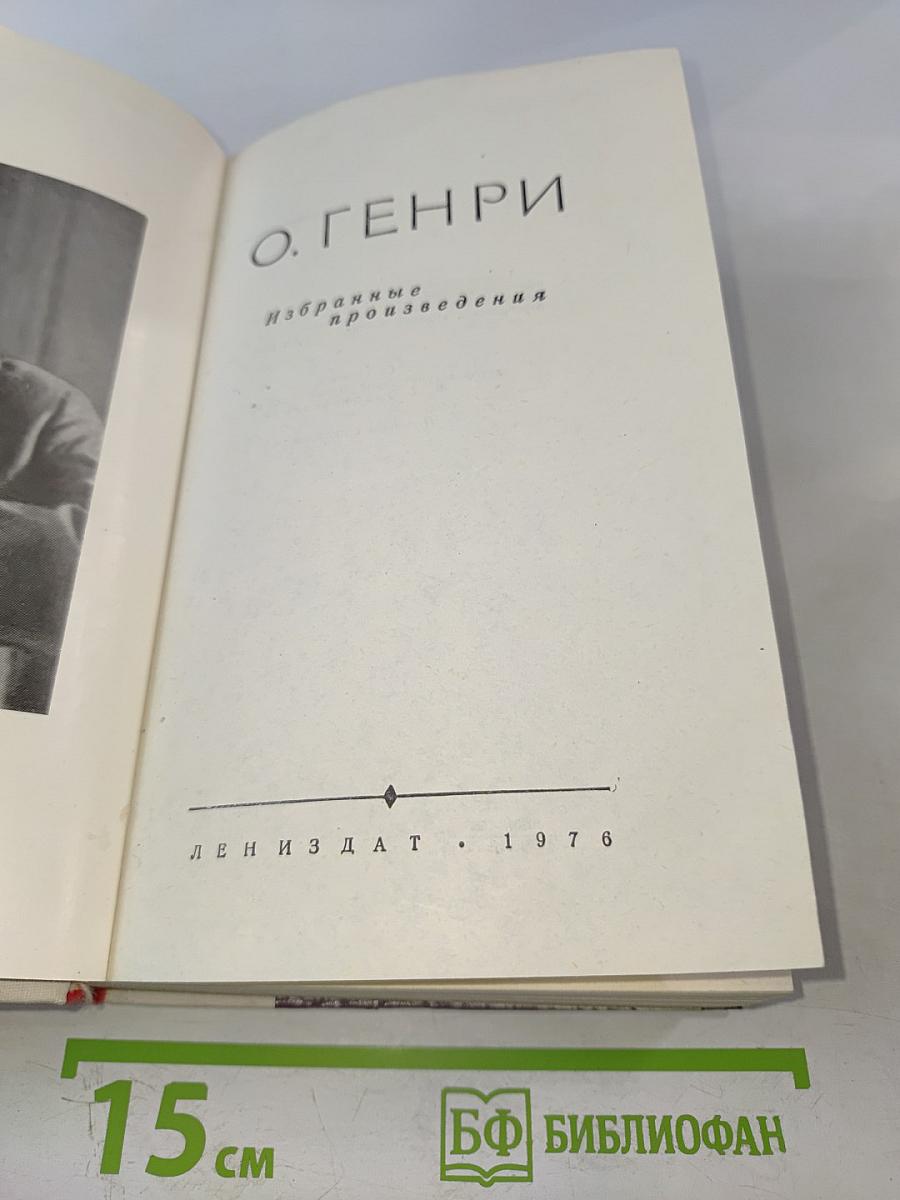 О. ГЕНРИ
Избранные
произведения
ЛЕНИЗДАТ • 1976
15 см
БФ БИБЛИОФАН